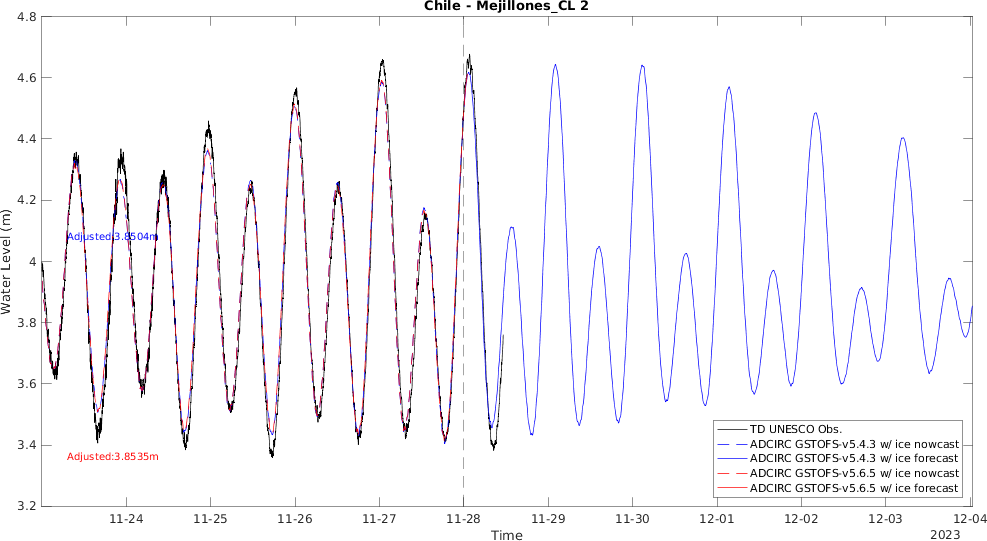 Chile - Mejillones_CL 2
Water Level (m)
4.8
4.6
4.4
4.2
4
3.8
3.6
3.4
3.2
Adjusted:3.8504m
Adjusted:3.8535m
TD UNESCO Obs.
ADCIRC GSTOFS-v5.4.3 w/ ice nowcast
ADCIRC GSTOFS-v5.4.3 w/ ice forecast
ADCIRC GSTOFS-v5.6.5 w/ ice nowcast
ADCIRC GSTOFS-v5.6.5 w/ ice forecast
11-24 11-25 11-26 11-27 11-28 11-29 11-30 12-01 12-02 12-03 12-04
Time
2023